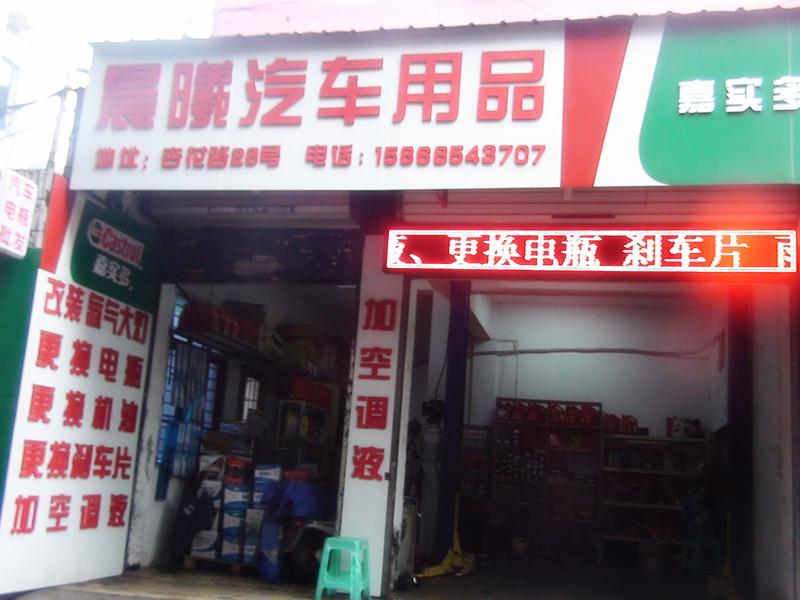 晨曦汽车用品
地址：杏花路28号 电话：15868543707
嘉实多
汽车
电瓶
批发
Castrol
嘉实多
改装氙气大灯
更换电瓶
更换机油
更换刹车片
加空调液
加空调液
、更换电瓶 刹车片 雨